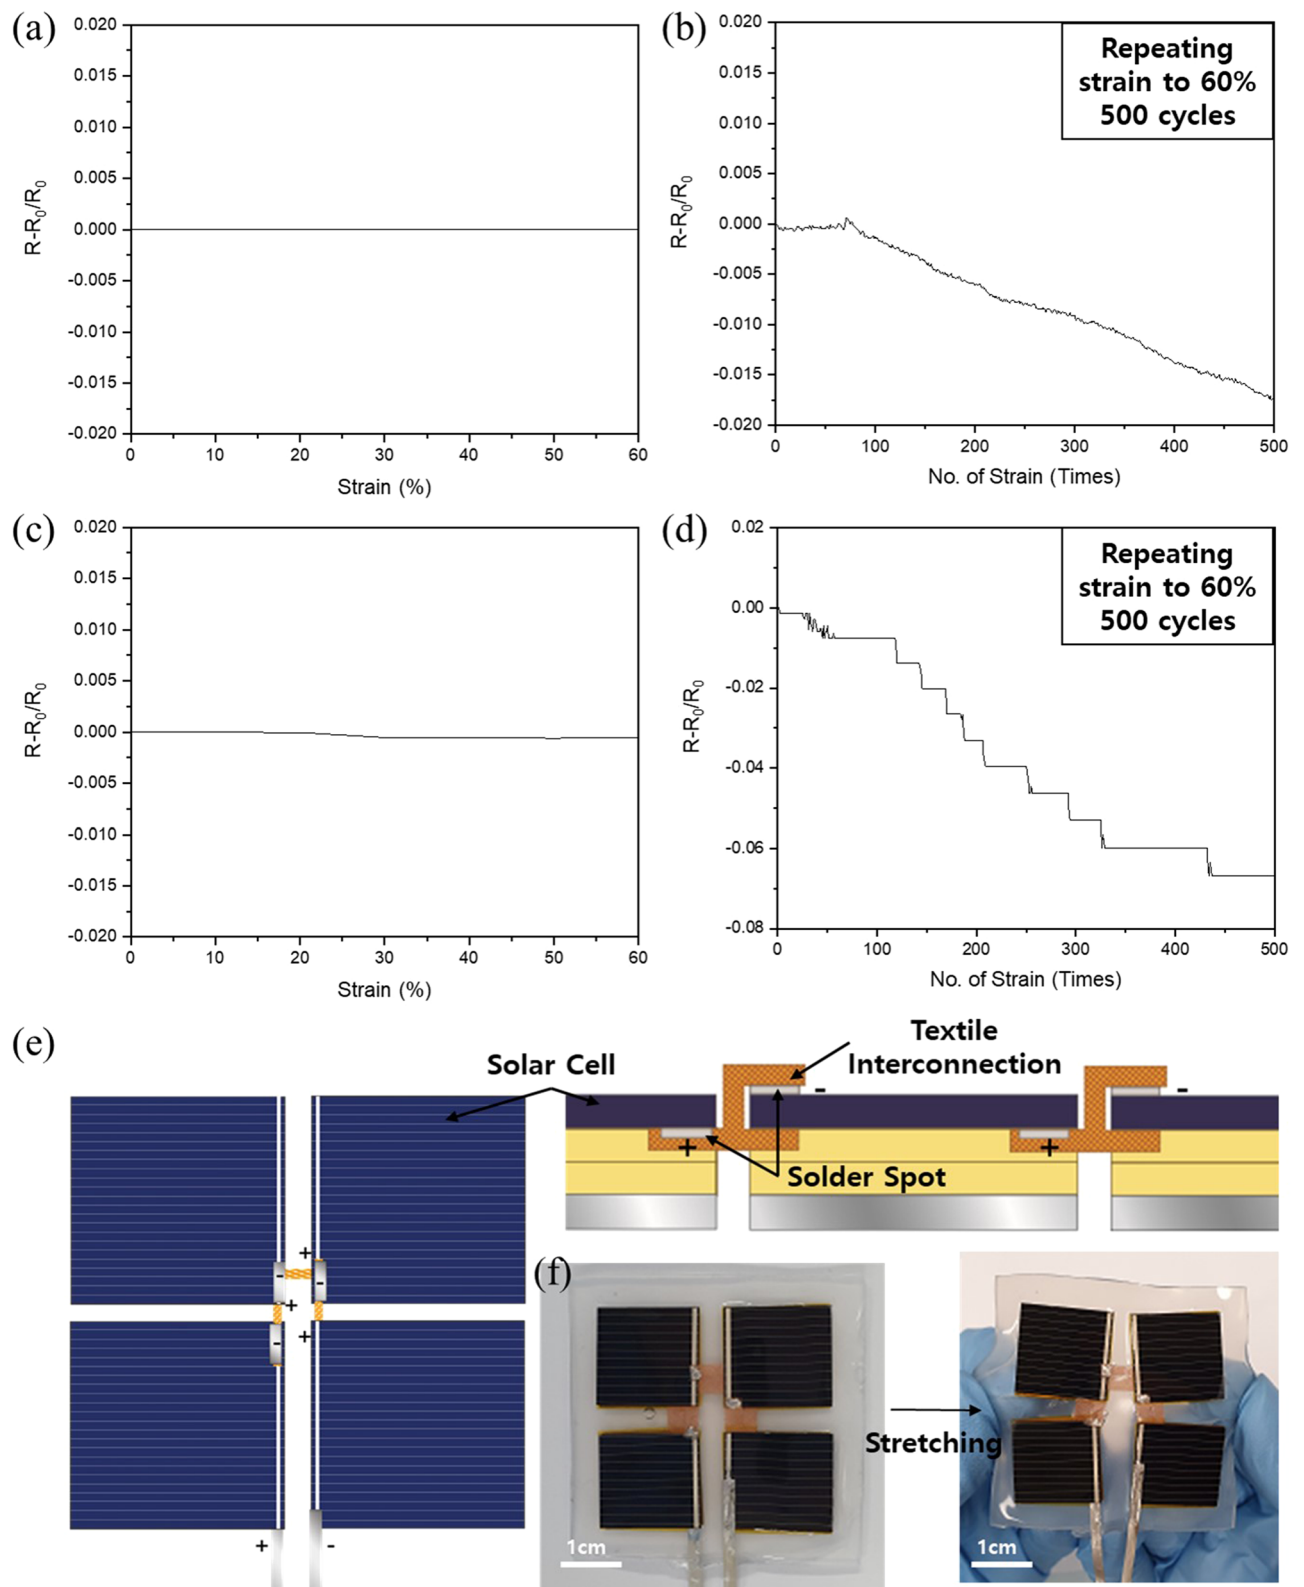 (a)
0.020
0.015
0.010
0.005
0.000
-0.005
-0.010
-0.015
-0.020
R-R₀/R₀
0 10 20 30 40 50 60
Strain (%)
(b)
0.020
0.015
0.010
0.005
0.000
-0.005
-0.010
-0.015
-0.020
R-R₀/R₀
Repeating
strain to 60%
500 cycles
0 100 200 300 400 500
No. of Strain (Times)
(c)
0.020
0.015
0.010
0.005
0.000
-0.005
-0.010
-0.015
-0.020
R-R₀/R₀
0 10 20 30 40 50 60
Strain (%)
(d)
0.02
0.00
-0.02
-0.04
-0.06
-0.08
R-R₀/R₀
Repeating
strain to 60%
500 cycles
0 100 200 300 400 500
No. of Strain (Times)
(e)
Solar Cell
Textile
Interconnection
- -
+ +
Solder Spot
+
- -
+
+
-
+ -
(f)
Stretching
1cm
1cm